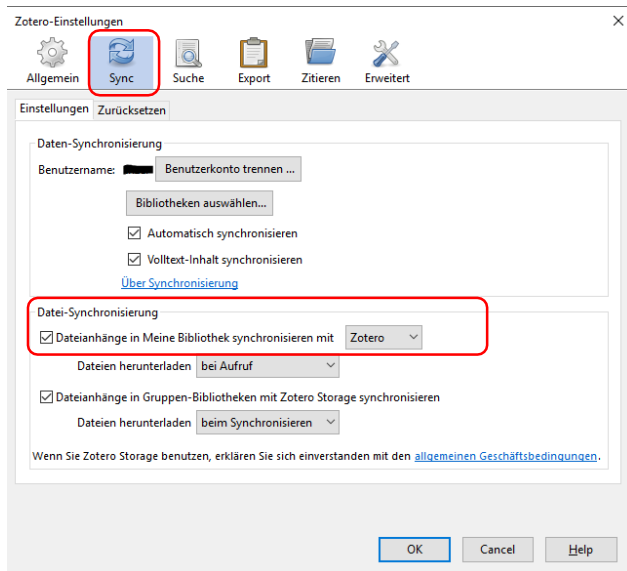 Zotero-Einstellungen
Allgemein Sync Suche Export Zitieren Erweitert
Einstellungen Zurücksetzen
Daten-Synchronisierung
Benutzername: Benutzerkonto trennen ...
Bibliotheken auswählen...
Automatisch synchronisieren
Volltext-Inhalt synchronisieren
Über Synchronisierung
Datei-Synchronisierung
Dateianhänge in Meine Bibliothek synchronisieren mit Zotero
Dateien herunterladen bei Aufruf
Dateianhänge in Gruppen-Bibliotheken mit Zotero Storage synchronisieren
Dateien herunterladen beim Synchronisieren
Wenn Sie Zotero Storage benutzen, erklären Sie sich einverstanden mit den allgemeinen Geschäftsbedingungen.
OK Cancel Help